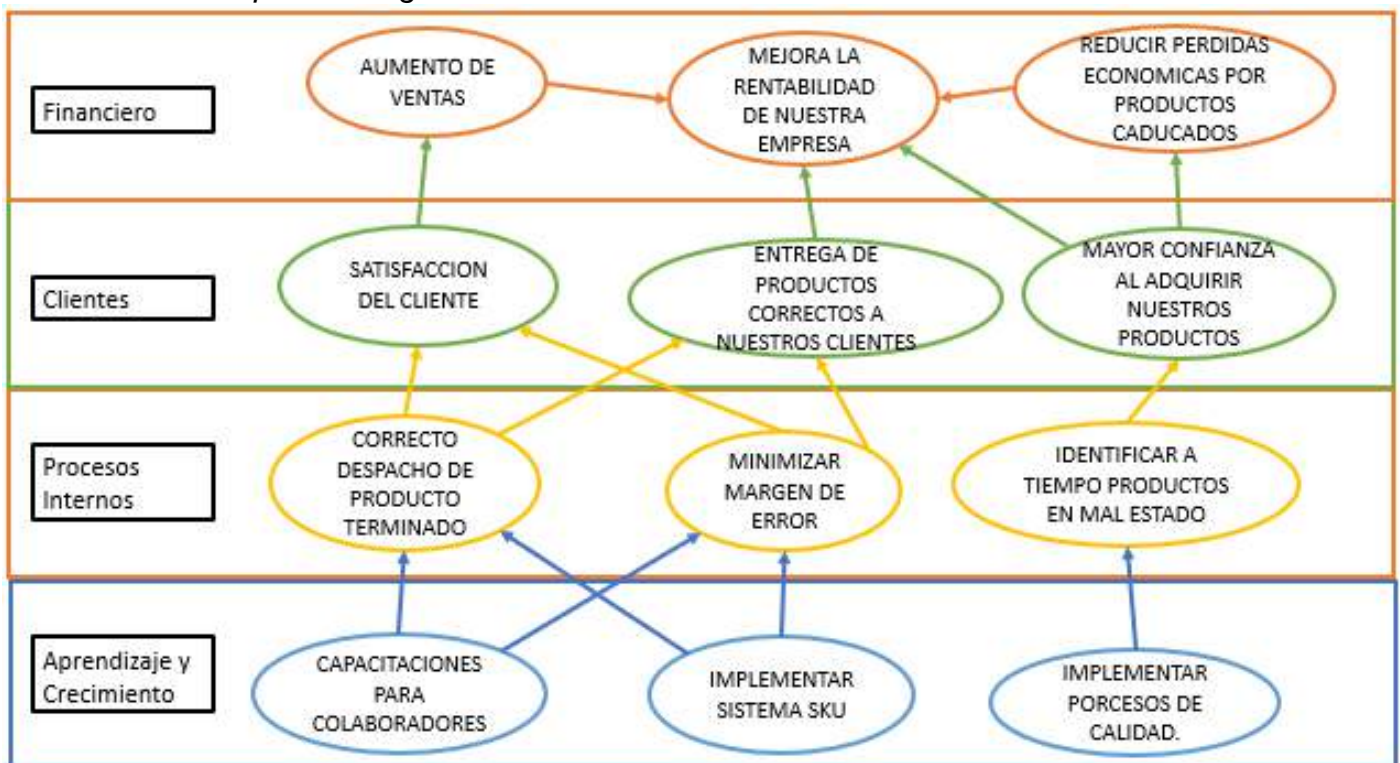 Financiero
AUMENTO DE
VENTAS
MEJORA LA
RENTABILIDAD
DE NUESTRA
EMPRESA
REDUCIR PERDIDAS
ECONOMICAS POR
PRODUCTOS
CADUCADOS
Clientes
SATISFACCION
DEL CLIENTE
ENTREGA DE
PRODUCTOS
CORRECTOS A
NUESTROS CLIENTES
MAYOR CONFIANZA
AL ADQUIRIR
NUESTROS
PRODUCTOS
Procesos
Internos
CORRECTO
DESPACHO DE
PRODUCTO
TERMINADO
MINIMIZAR
MARGEN DE
ERROR
IDENTIFICAR A
TIEMPO PRODUCTOS
EN MAL ESTADO
Aprendizaje y
Crecimiento
CAPACITACIONES
PARA
COLABORADORES
IMPLEMENTAR
SISTEMA SKU
IMPLEMENTAR
PORCESOS DE
CALIDAD.